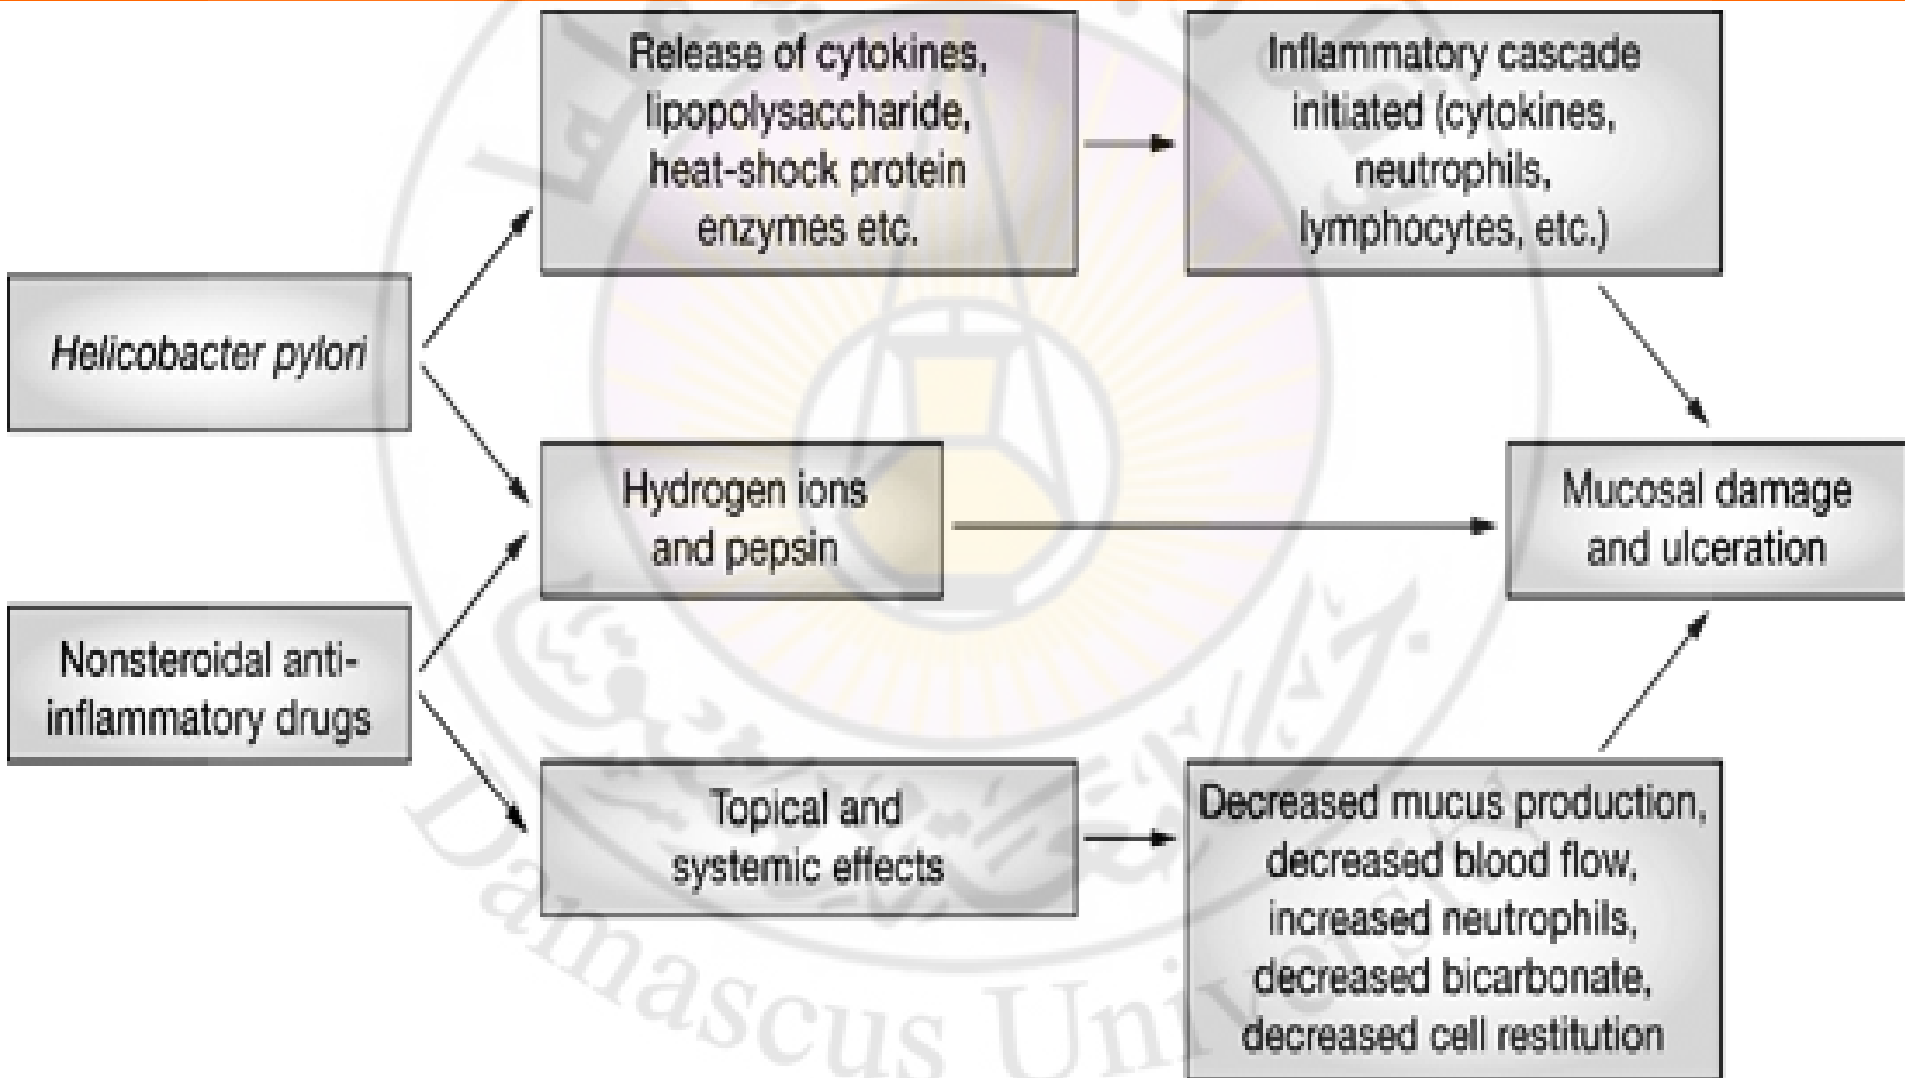 Release of cytokines,
lipopolysaccharide,
heat-shock protein
enzymes etc.
Inflammatory cascade
initiated (cytokines,
neutrophils,
lymphocytes, etc.)
Helicobacter pylori
Hydrogen ions
and pepsin
Mucosal damage
and ulceration
Nonsteroidal anti-
inflammatory drugs
Topical and
systemic effects
Decreased mucus production,
decreased blood flow,
increased neutrophils,
decreased bicarbonate,
decreased cell restitution
Damascus University